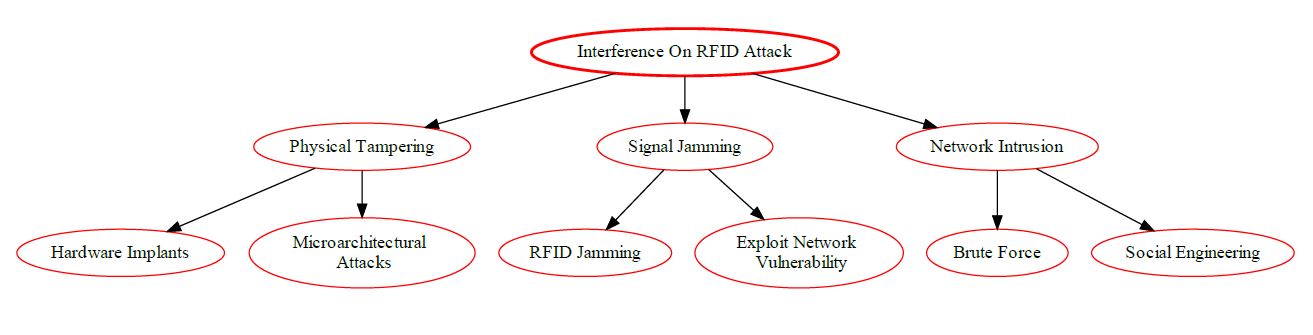 Interference On RFID Attack
Physical Tampering
Signal Jamming
Network Intrusion
Hardware Implants
Microarchitectural
Attacks
RFID Jamming
Exploit Network
Vulnerability
Brute Force
Social Engineering